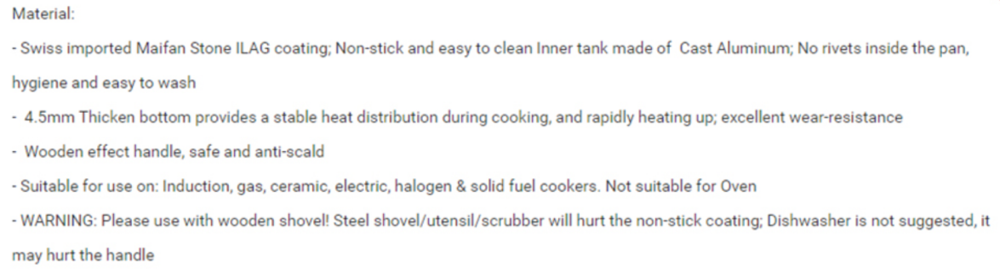 Material:
- Swiss imported Maifan Stone ILAG coating; Non-stick and easy to clean Inner tank made of  Cast Aluminum; No rivets inside the pan,
hygiene and easy to wash
-  4.5mm Thicken bottom provides a stable heat distribution during cooking, and rapidly heating up; excellent wear-resistance
-  Wooden effect handle, safe and anti-scald
- Suitable for use on: Induction, gas, ceramic, electric, halogen & solid fuel cookers. Not suitable for Oven
- WARNING: Please use with wooden shovel! Steel shovel/utensil/scrubber will hurt the non-stick coating; Dishwasher is not suggested, it
may hurt the handle